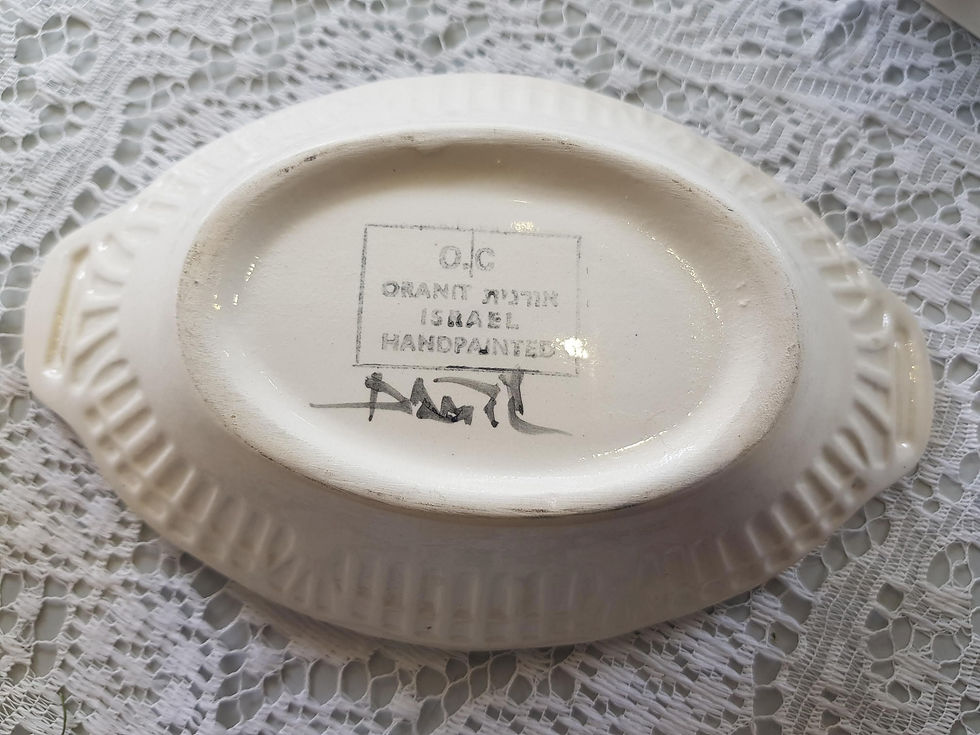 O.C
ORANIT אורנית
ISRAEL
HANDPAINTED